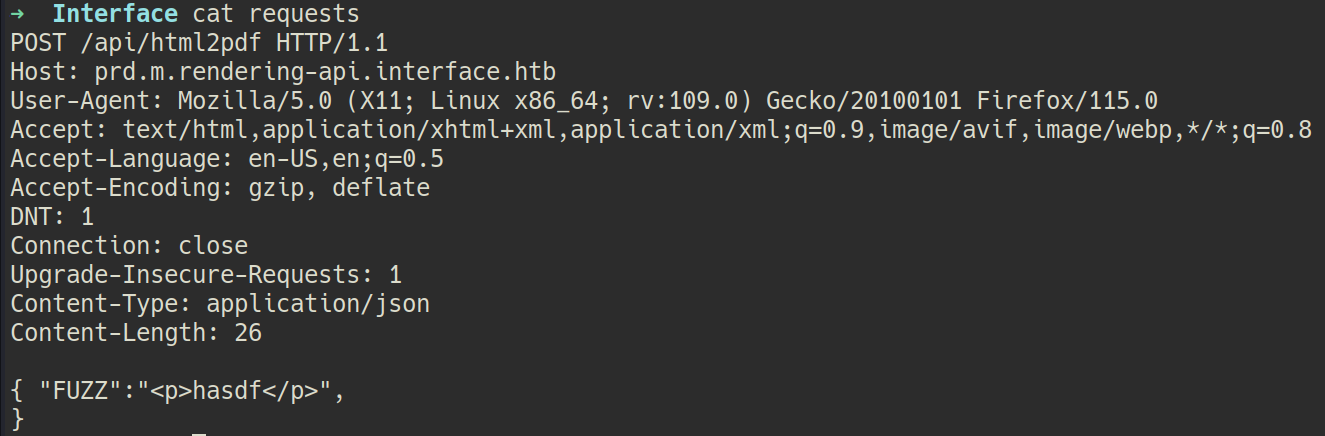 → Interface cat requests
POST /api/html2pdf HTTP/1.1
Host: prd.m.rendering-api.interface.htb
User-Agent: Mozilla/5.0 (X11; Linux x86_64; rv:109.0) Gecko/20100101 Firefox/115.0
Accept: text/html,application/xhtml+xml,application/xml;q=0.9,image/avif,image/webp,*/*;q=0.8
Accept-Language: en-US,en;q=0.5
Accept-Encoding: gzip, deflate
DNT: 1
Connection: close
Upgrade-Insecure-Requests: 1
Content-Type: application/json
Content-Length: 26

{ "FUZZ":"<p>hasdf</p>",
}